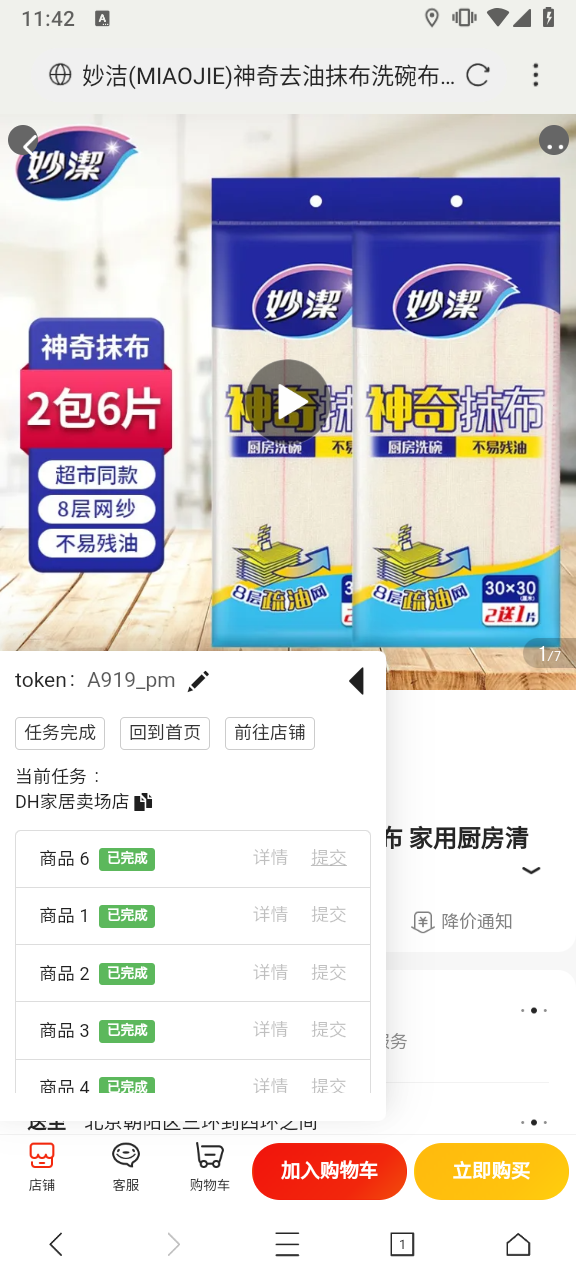 11:42
A
妙洁(MIAOJIE)神奇去油抹布洗碗布...
妙潔
神奇抹布
2包6片
超市同款
8层网纱
不易残油
妙潔
妙潔
神奇抹
神奇抹布
厨房洗碗 不易残
厨房洗碗 不易残油
8层疏油网
8层疏油网
30×30
2送1片
1/7
token： A919_pm
任务完成 回到首页 前往店铺
当前任务：
DH家居卖场店
布 家用厨房清
商品 6 已完成 详情 提交
商品 1 已完成 详情 提交
降价通知
商品 2 已完成 详情 提交
商品 3 已完成 详情 提交
服务
商品 4 已完成 详情 提交
送至 北京朝阳区三环到四环之间
店铺 客服 购物车 加入购物车 立即购买
1